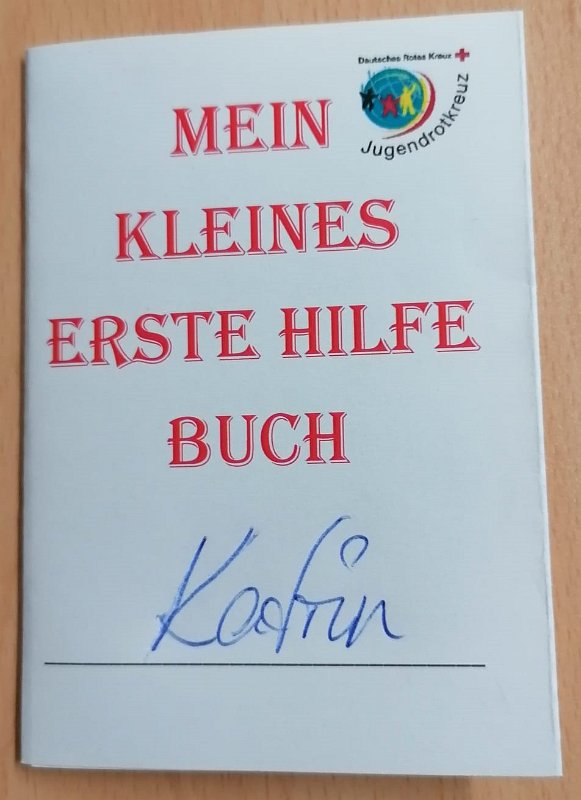 Deutsches Rotes Kreuz
Jugendrotkreuz
MEIN
KLEINES
ERSTE HILFE
BUCH
Katrin